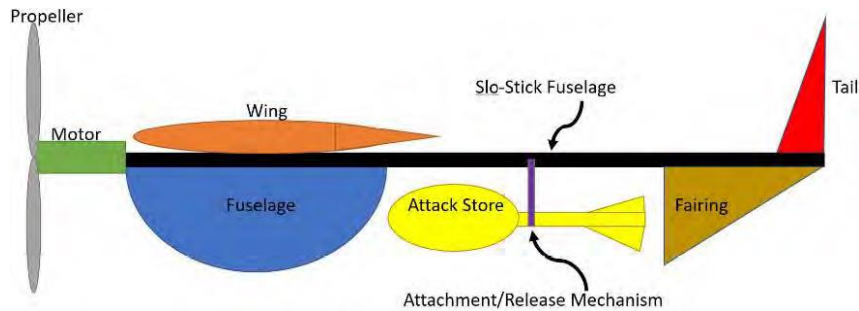 Propeller
Slo-Stick Fuselage
Tail
Wing
Motor
Fuselage
Attack Store
Fairing
Attachment/Release Mechanism